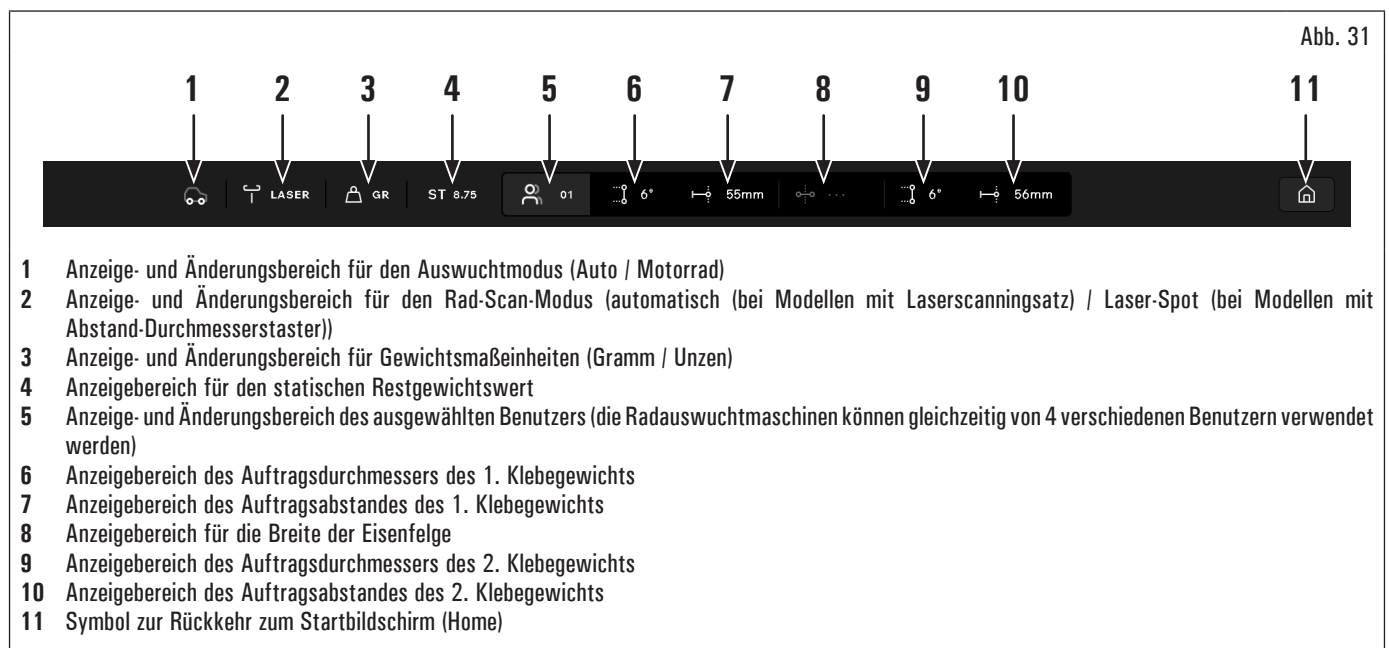 Abb. 31
1 2 3 4 5 6 7 8 9 10 11
LASER GR ST 8.75 01 6" 55mm --- 6" 56mm
1 Anzeige- und Änderungsbereich für den Auswuchtmodus (Auto / Motorrad)
2 Anzeige- und Änderungsbereich für den Rad-Scan-Modus (automatisch (bei Modellen mit Laserscanningsatz) / Laser-Spot (bei Modellen mit
Abstand-Durchmesserstaster))
3 Anzeige- und Änderungsbereich für Gewichtsmaßeinheiten (Gramm / Unzen)
4 Anzeigebereich für den statischen Restgewichtswert
5 Anzeige- und Änderungsbereich des ausgewählten Benutzers (die Radauswuchtmaschinen können gleichzeitig von 4 verschiedenen Benutzern verwendet
werden)
6 Anzeigebereich des Auftragsdurchmessers des 1. Klebegewichts
7 Anzeigebereich des Auftragsabstandes des 1. Klebegewichts
8 Anzeigebereich für die Breite der Eisenfelge
9 Anzeigebereich des Auftragsdurchmessers des 2. Klebegewichts
10 Anzeigebereich des Auftragsabstandes des 2. Klebegewichts
11 Symbol zur Rückkehr zum Startbildschirm (Home)